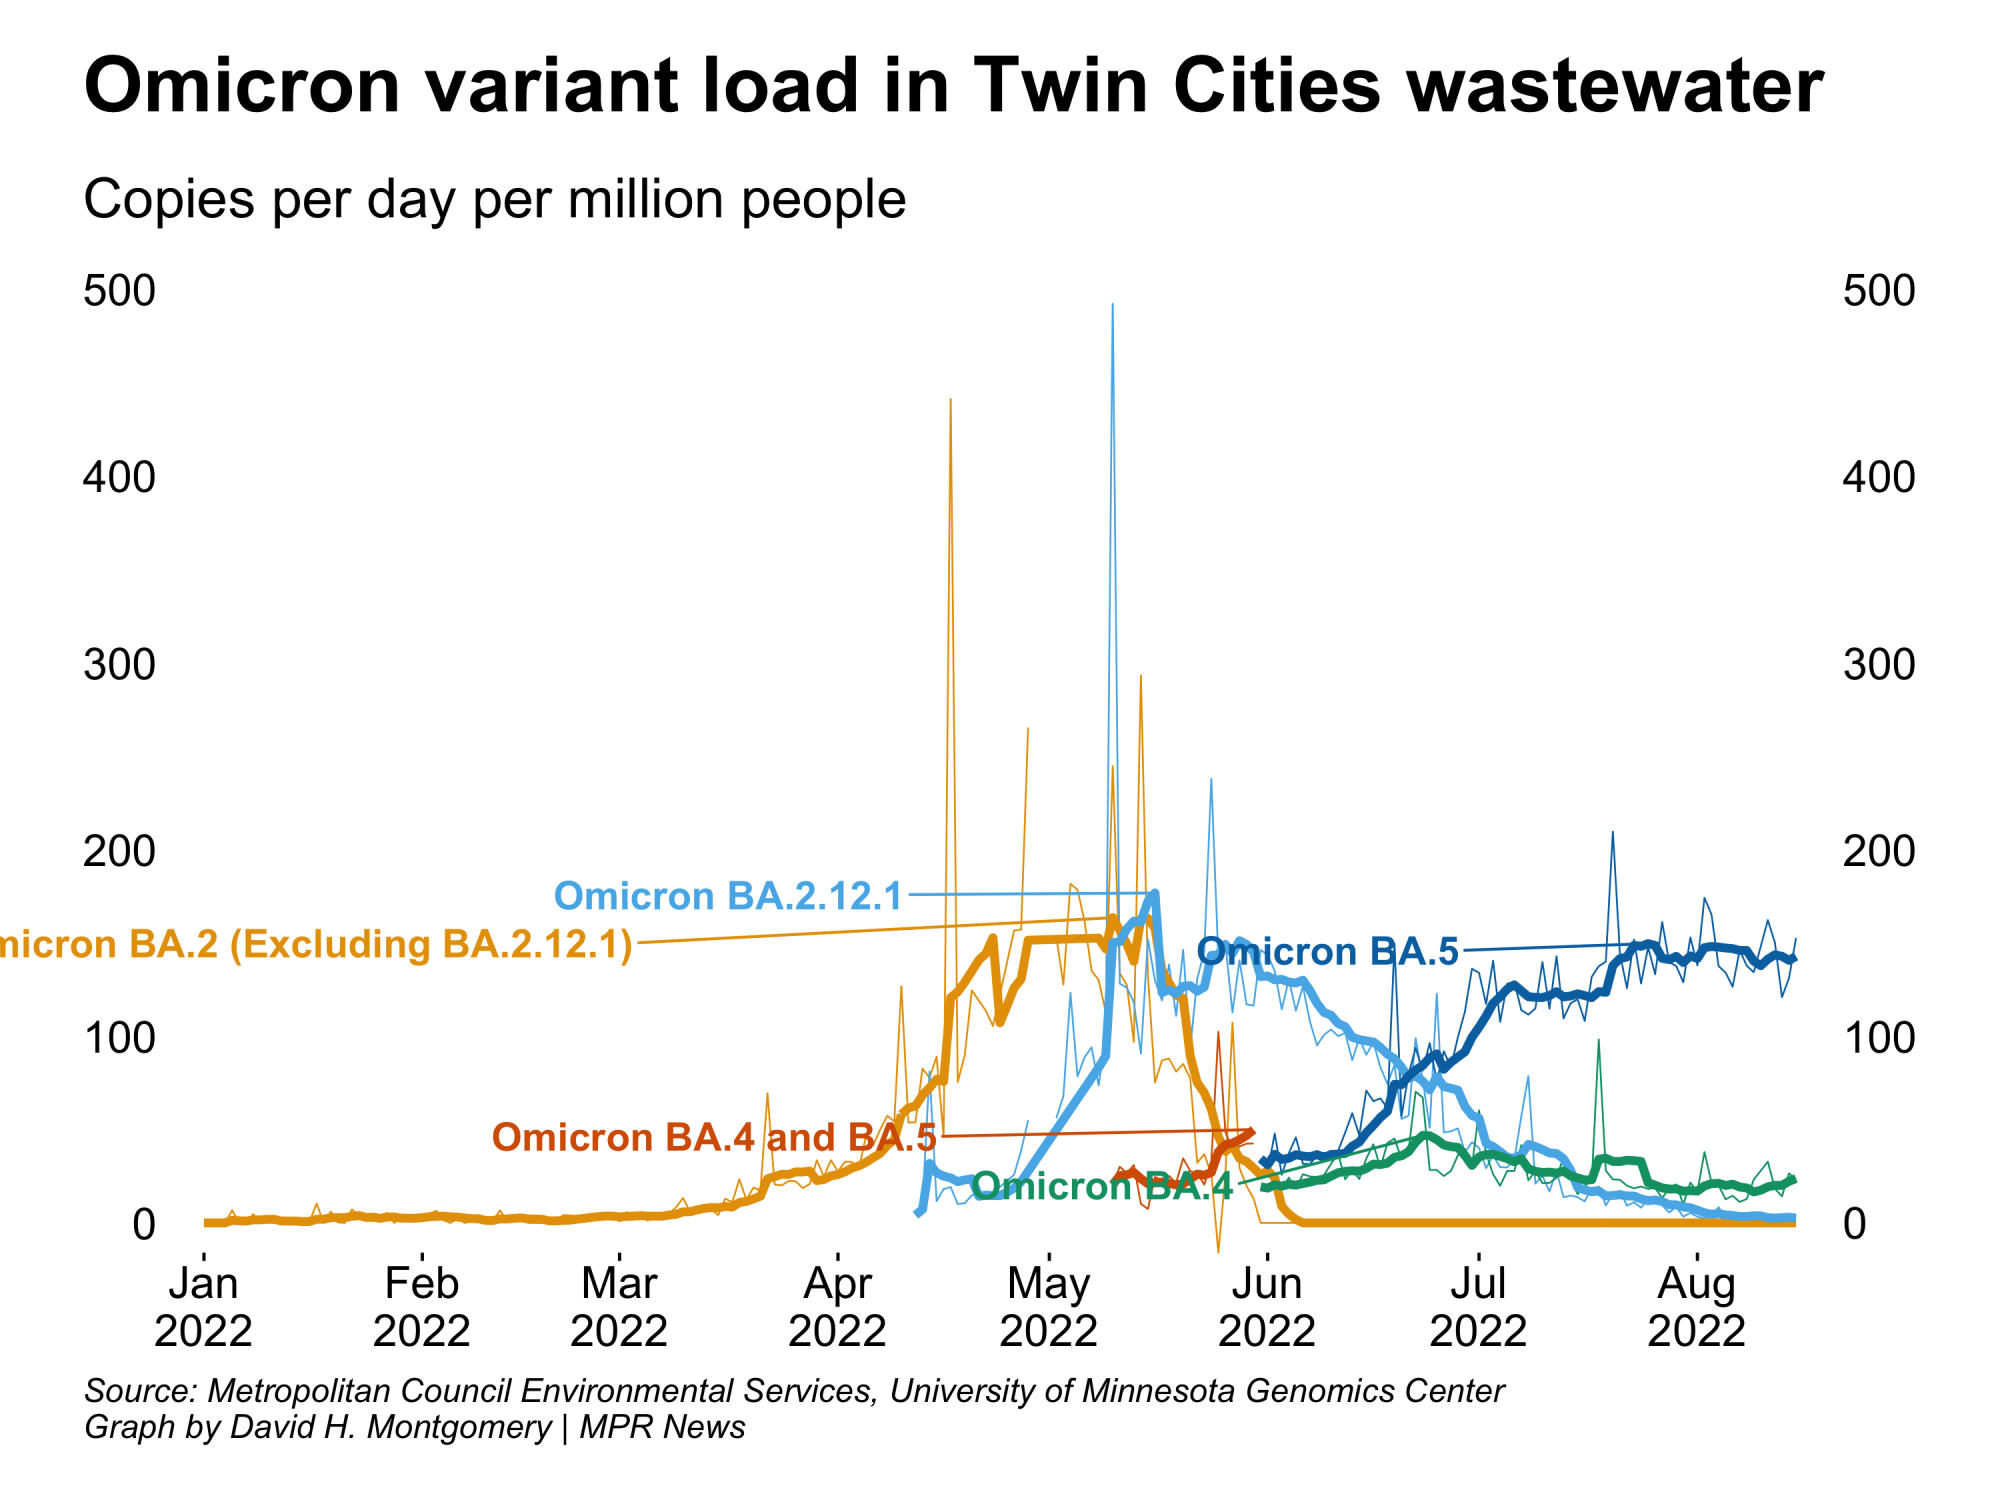 Omicron variant load in Twin Cities wastewater
Copies per day per million people
500 500
400 400
300 300
200 200
Omicron BA.2.12.1
micron BA.2 (Excluding BA.2.12.1)
Omicron BA.5
100 100
Omicron BA.4 and BA.5
Omicron BA.4
0 0
Jan Feb Mar Apr May Jun Jul Aug
2022 2022 2022 2022 2022 2022 2022 2022
Source: Metropolitan Council Environmental Services, University of Minnesota Genomics Center
Graph by David H. Montgomery | MPR News